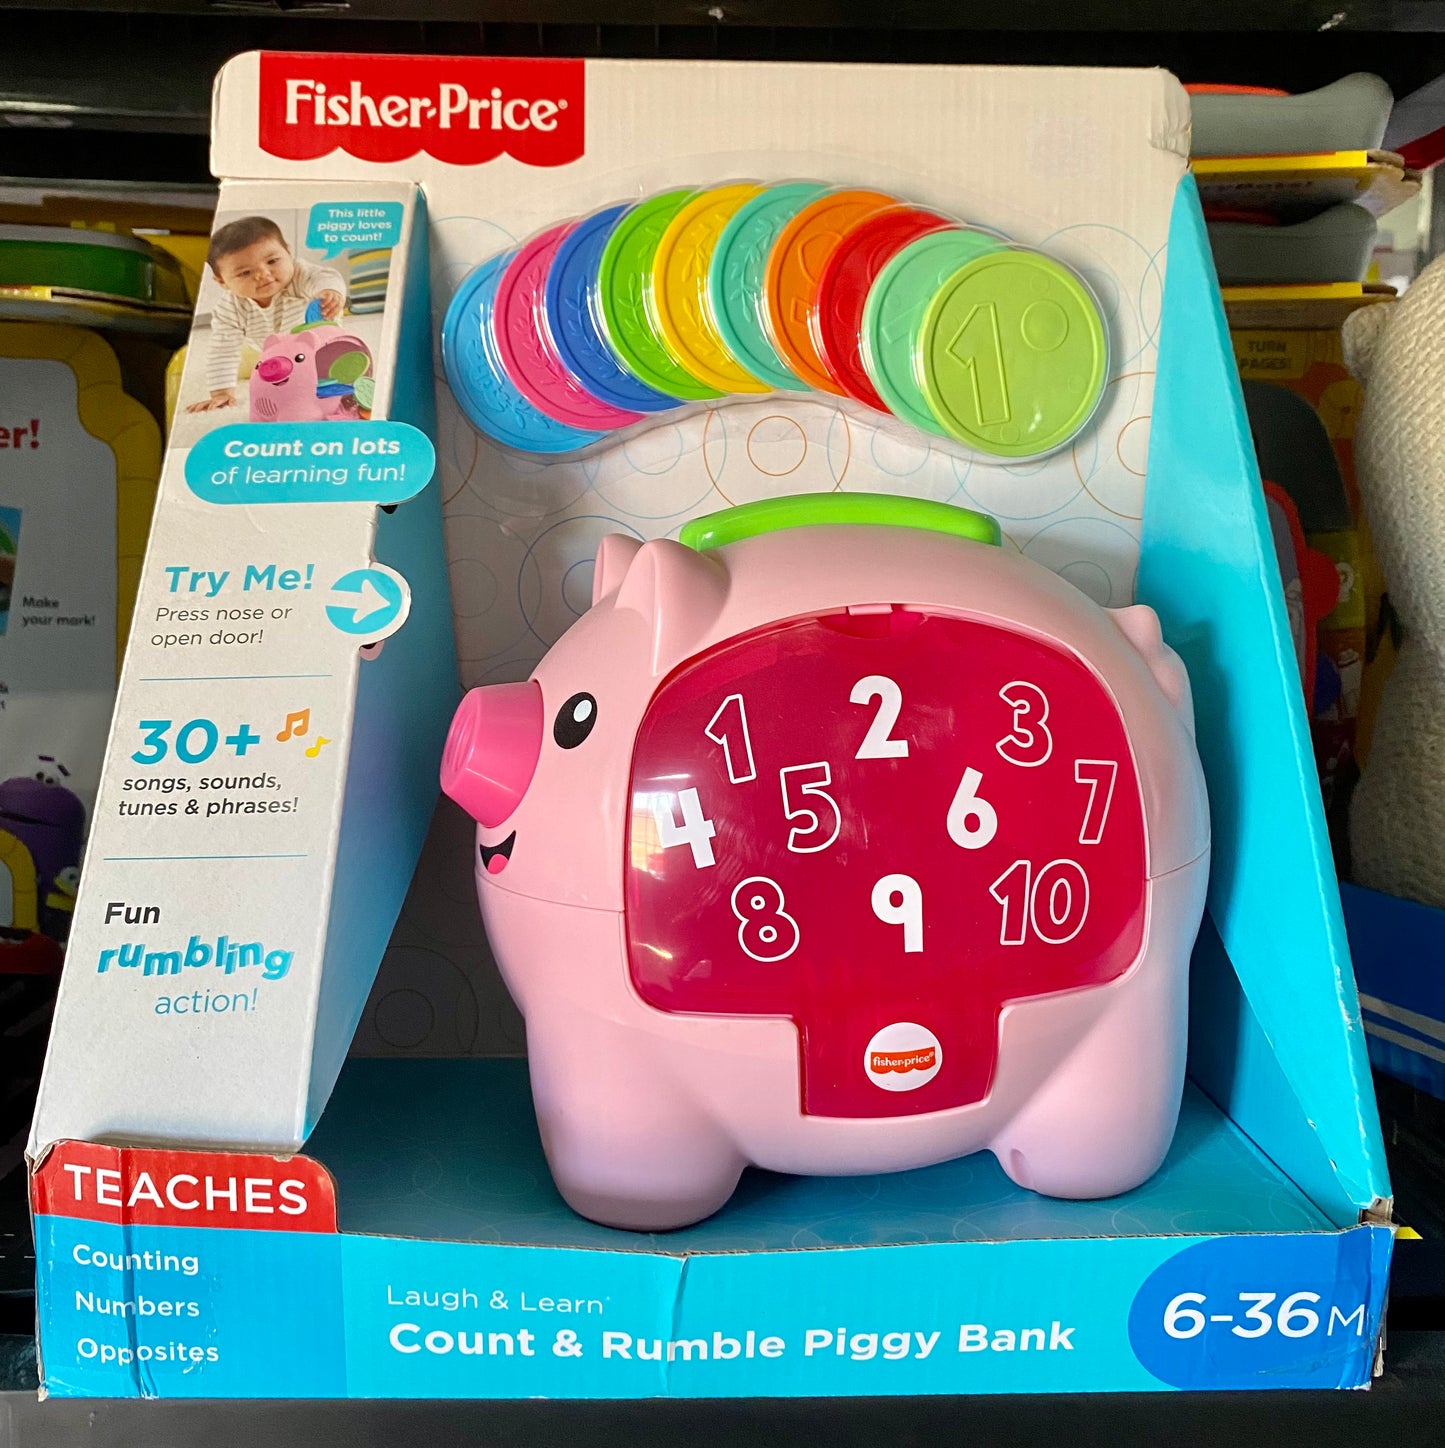 Fisher-Price®
This little
piggy loves
to count!
Count on lots
of learning fun!
Try Me!
Press nose or
open door!
30+
songs, sounds,
tunes & phrases!
Fun
rumbling
action!
1
1 2 3
4 5 6 7
8 9 10
fisher-price®
TEACHES
Counting
Numbers
Opposites
Laugh & Learn
Count & Rumble Piggy Bank
6-36M
er!
Make
your mark!
TURN
PAGES!